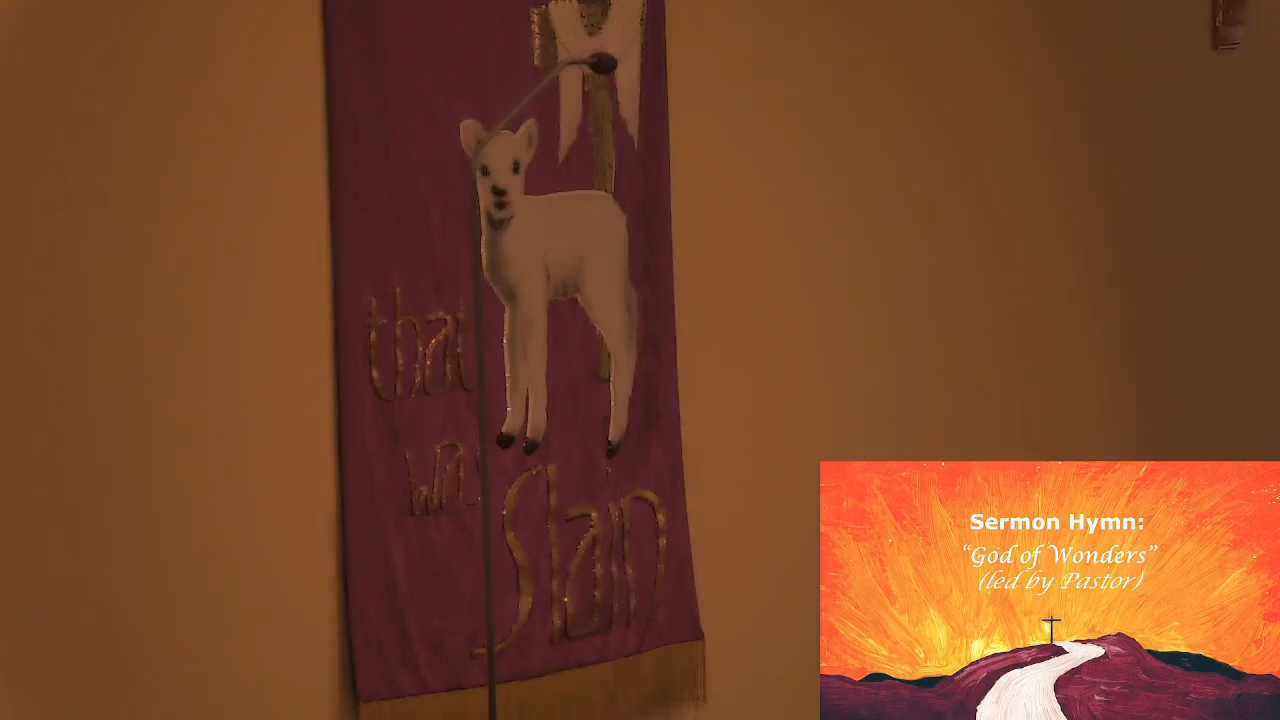 that
was
Slain
Sermon Hymn:
“God of Wonders”
(led by Pastor)